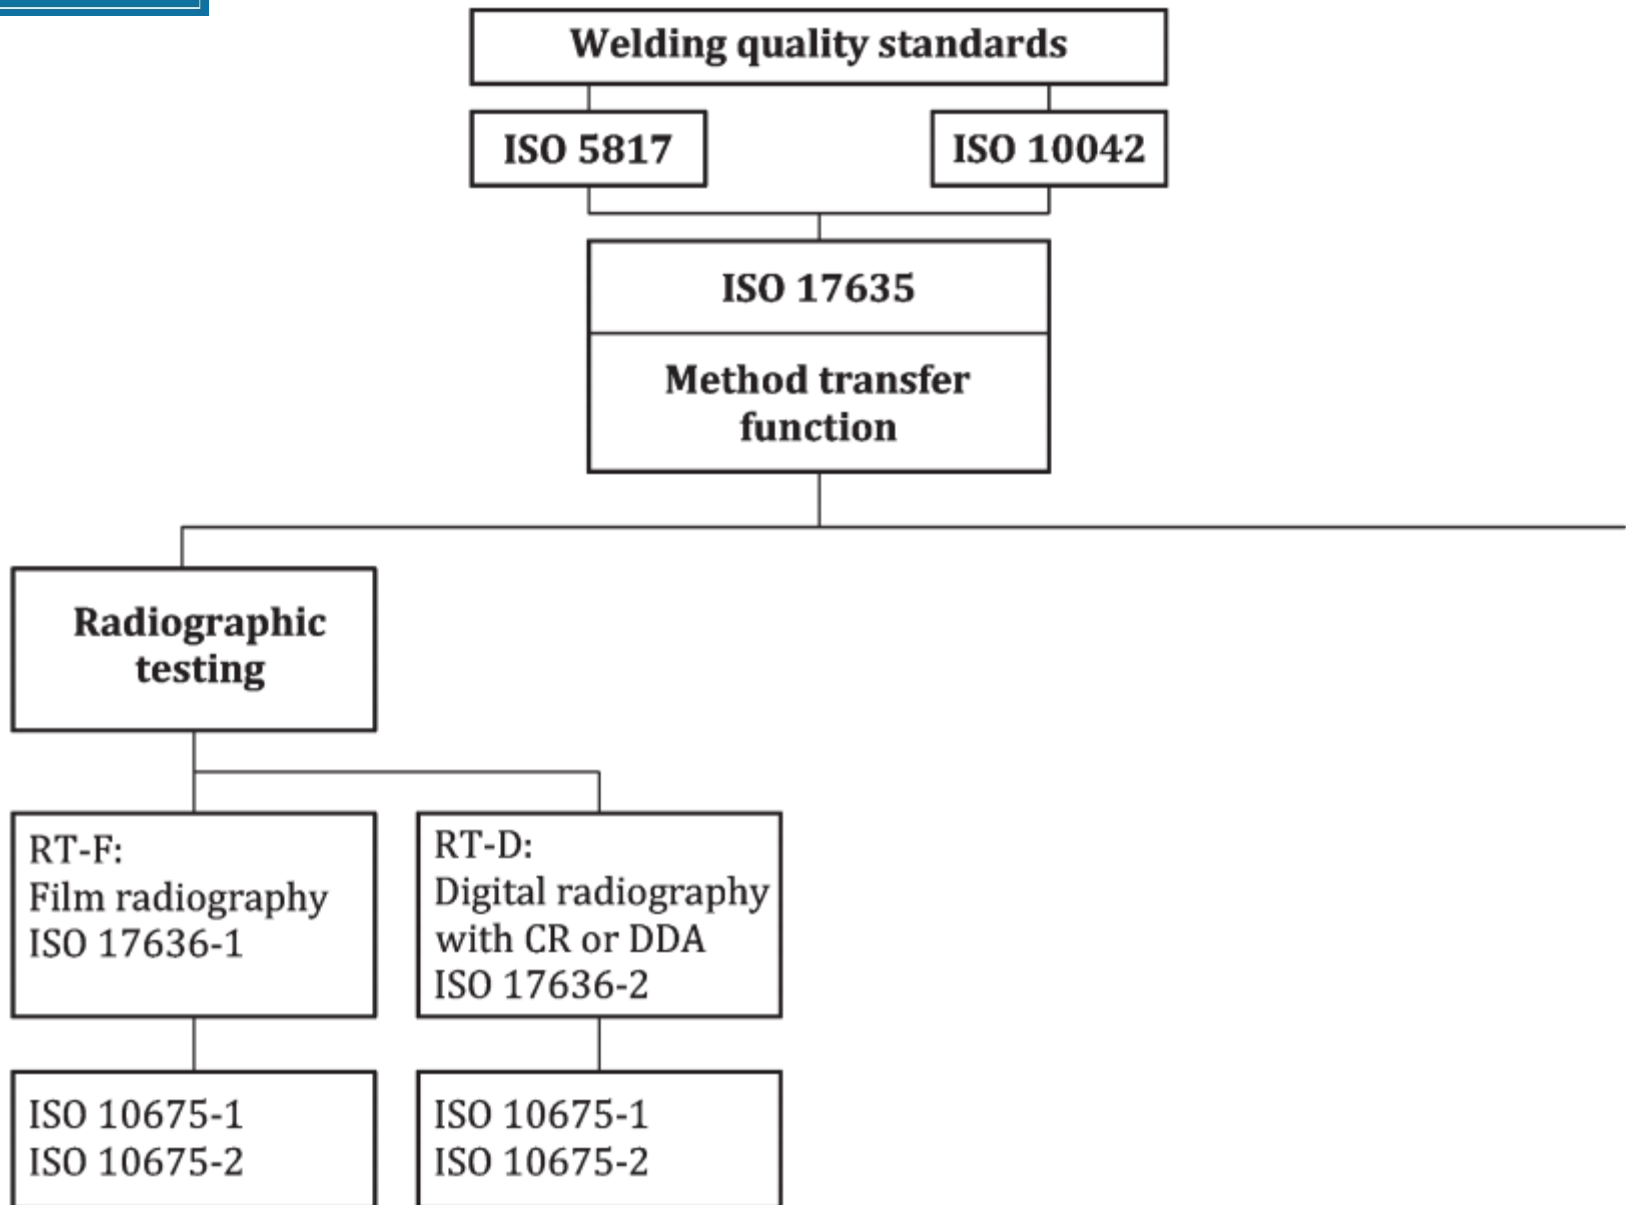 Welding quality standards
ISO 5817
ISO 10042
ISO 17635
Method transfer
function
Radiographic
testing
RT-F:
Film radiography
ISO 17636-1
RT-D:
Digital radiography
with CR or DDA
ISO 17636-2
ISO 10675-1
ISO 10675-2
ISO 10675-1
ISO 10675-2